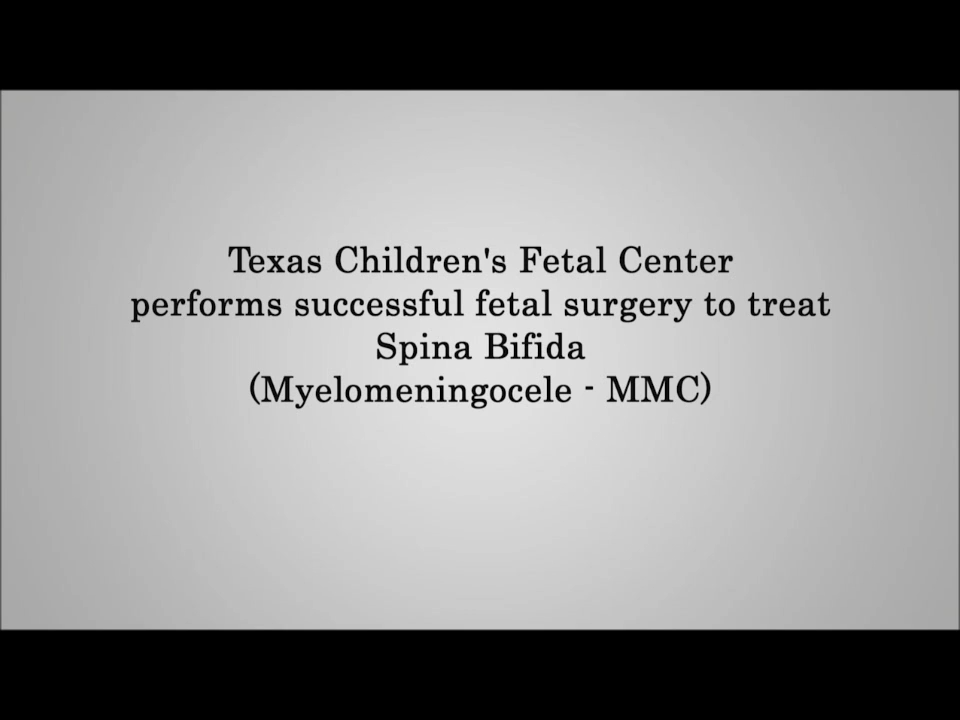 Texas Children's Fetal Center
performs successful fetal surgery to treat
Spina Bifida
(Myelomeningocele - MMC)